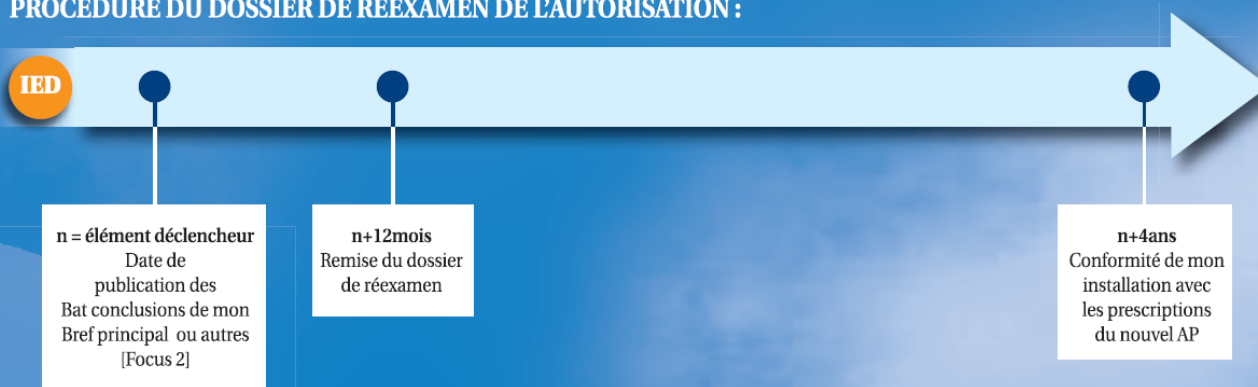 PROCÉDURE DU DOSSIER DE RÉEXAMEN DE L'AUTORISATION :
IED
n = élément déclencheur
Date de
publication des
Bat conclusions de mon
Bref principal ou autres
[Focus 2]
n+12mois
Remise du dossier
de réexamen
n+4ans
Conformité de mon
installation avec
les prescriptions
du nouvel AP